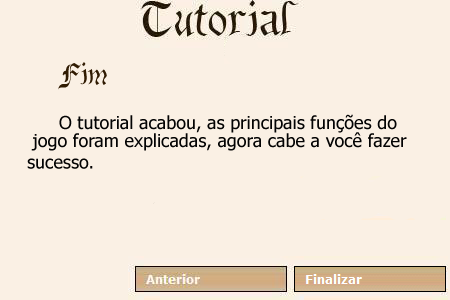 Tutorial
Fim
O tutorial acabou, as principais funções do
jogo foram explicadas, agora cabe a você fazer
sucesso.
Anterior
Finalizar